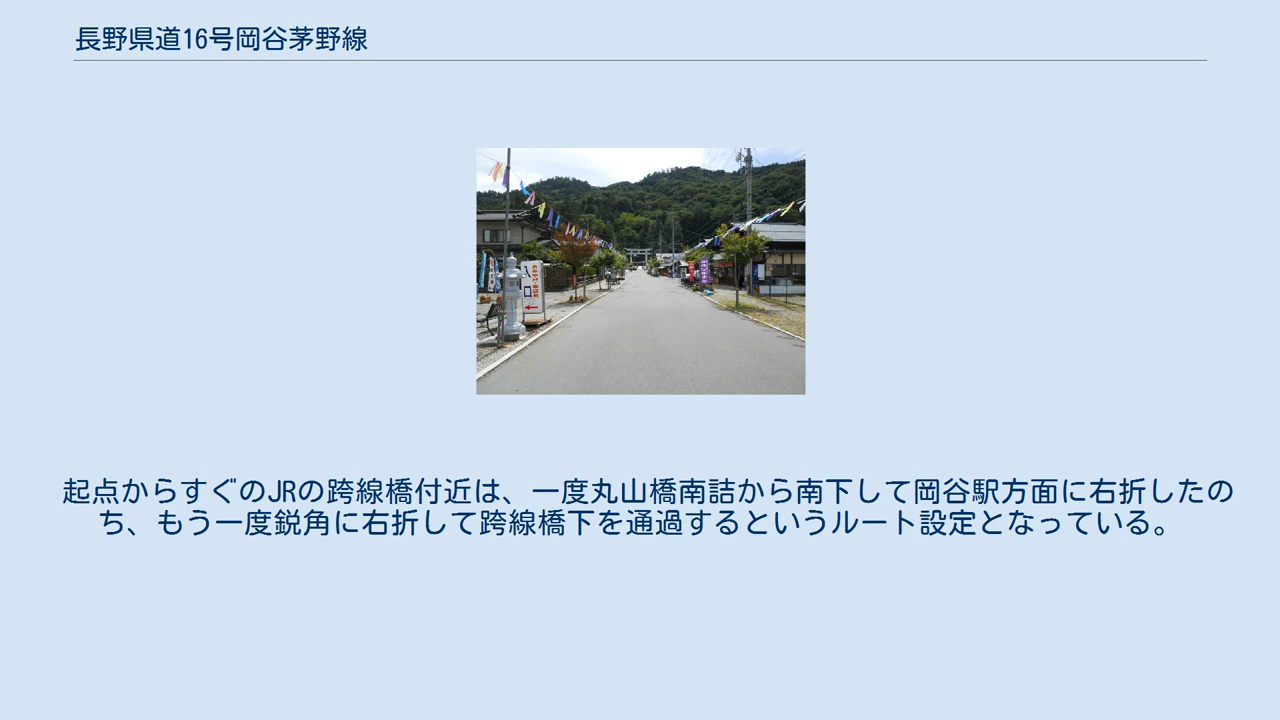 長野県道16号岡谷茅野線
入口
起点からすぐのJRの跨線橋付近は、一度丸山橋南詰から南下して岡谷駅方面に右折したの
ち、もう一度鋭角に右折して跨線橋下を通過するというルート設定となっている。